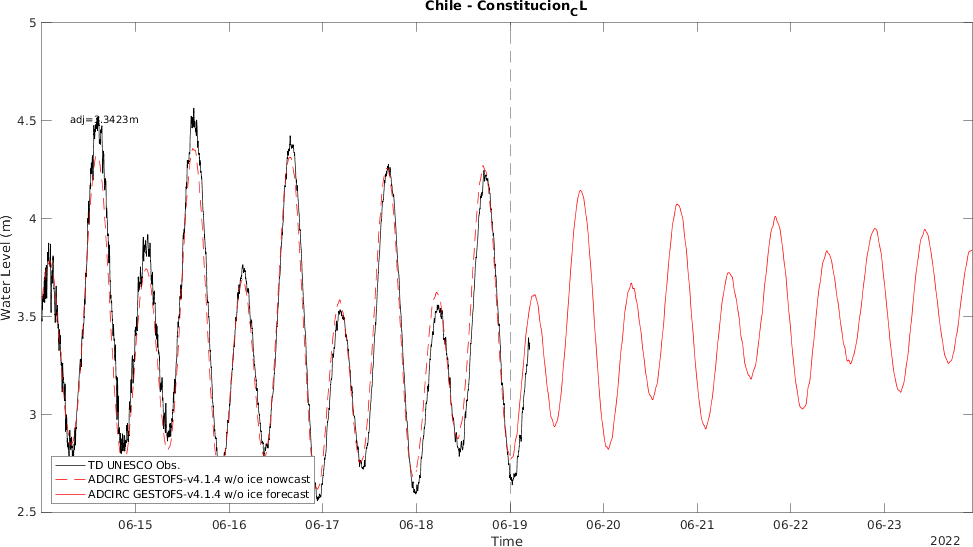 Chile - Constitucion_CL
5
4.5
4
3.5
3
2.5
Water Level (m)
adj=3.3423m
TD UNESCO Obs.
ADCIRC GESTOFS-v4.1.4 w/o ice nowcast
ADCIRC GESTOFS-v4.1.4 w/o ice forecast
06-15 06-16 06-17 06-18 06-19 06-20 06-21 06-22 06-23
Time
2022